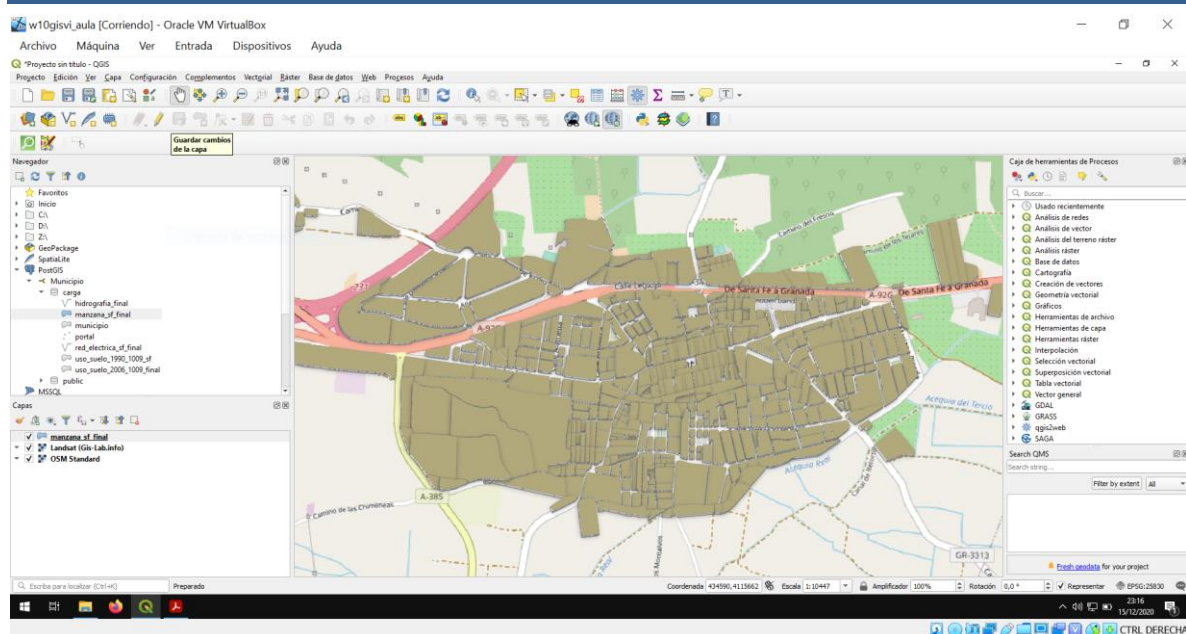 w10gisvi_aula [Corriendo] - Oracle VM VirtualBox
Archivo Máquina Ver Entrada Dispositivos Ayuda
*Proyecto sin título - QGIS
Proyecto Edición Ver Capa Configuración Complementos Vectorial Ráster Base de datos Web Procesos Ayuda
Guardar cambios
de la capa
Navegador
Favoritos
Inicio
C:\
D:\
Z:\
GeoPackage
SpatiaLite
PostGIS
Municipio
carga
hidrografia_final
manzana_sf_final
municipio
portal
red_electrica_sf_final
uso_suelo_1990_1009_sf
uso_suelo_2006_1009_final
public
MSSQL
Capas
manzana_sf_final
Landsat (Gis-Lab.info)
OSM Standard
Camino del Fresno
Calle Legaspi
De Santa Fe a Granada
A-92G
De Santa Fe a Granada
A-92G
Acequia del Tercio
Acequia Real
A-385
Camino de las Chimeneas
GR-3313
Caja de herramientas de Procesos
Buscar...
Usado recientemente
Análisis de redes
Análisis de vector
Análisis del terreno ráster
Análisis ráster
Base de datos
Cartografía
Creación de vectores
Geometría vectorial
Gráficos
Herramientas de archivo
Herramientas de capa
Herramientas ráster
Interpolación
Selección vectorial
Superposición vectorial
Tabla vectorial
Vector general
GDAL
GRASS
qgis2web
SAGA
Search QMS
Search string...
Filter by extent All
Fresh geodata for your project
Escriba para localizar (Ctrl+K) Preparado Coordenada 434590,4115662 Escala 1:10447 Amplificador 100% Rotación 0,0 ° Representar EPSG:25830
23:16
15/12/2020
CTRL DERECHA